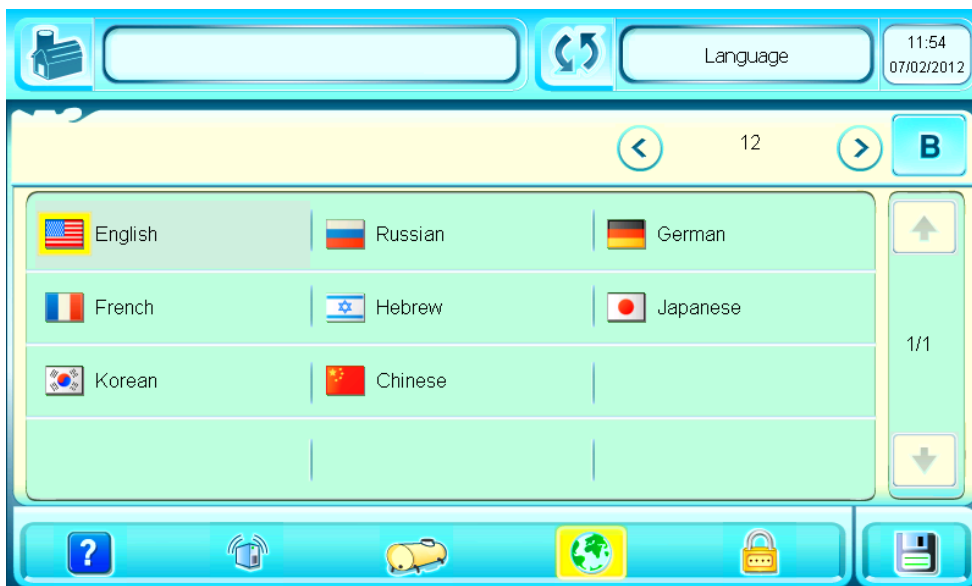 Language
11:54
07/02/2012
12
B
English
Russian
German
French
Hebrew
Japanese
1/1
Korean
Chinese
?